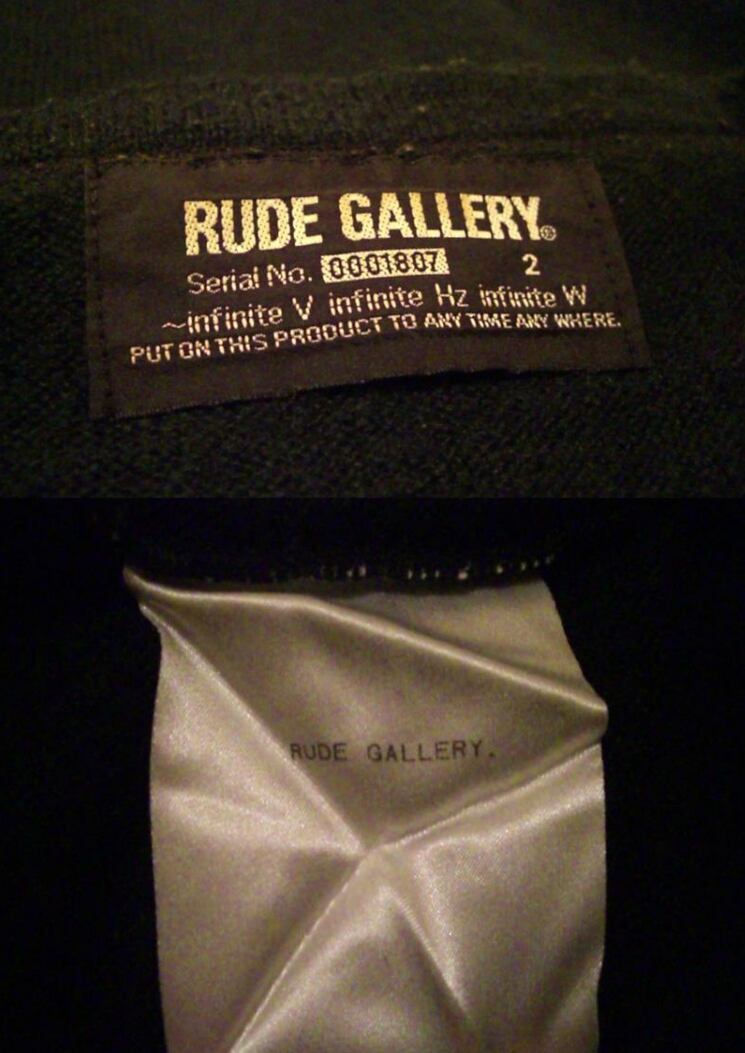 RUDE GALLERY®
Serial No. 0001807 2
~infinite V infinite Hz infinite W
PUT ON THIS PRODUCT TO ANY TIME ANY WHERE.
RUDE GALLERY.